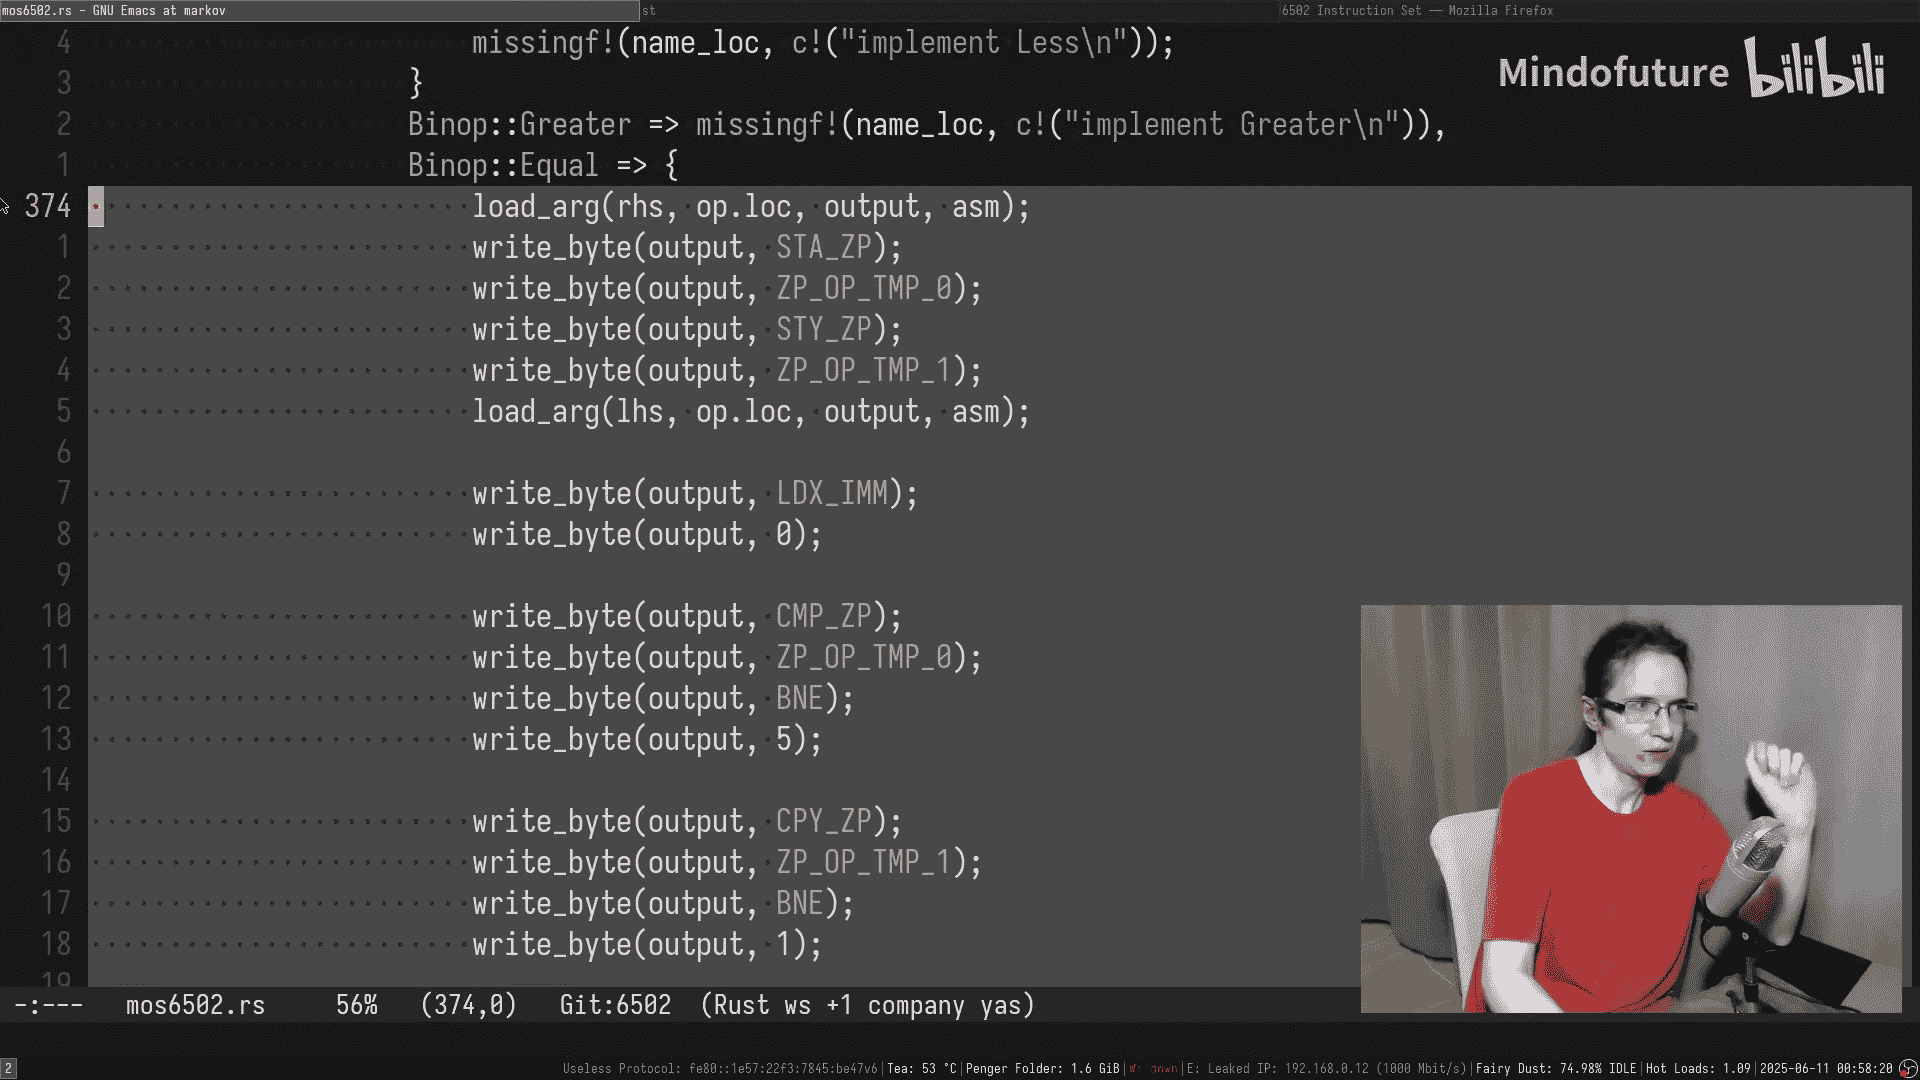 mos6502.rs - GNU Emacs at markov
st
6502 Instruction Set — Mozilla Firefox
4 missingf!(name_loc, c!("implement Less\n"));
3 }
2 Binop::Greater => missingf!(name_loc, c!("implement Greater\n")),
1 Binop::Equal => {
374 load_arg(rhs, op.loc, output, asm);
1 write_byte(output, STA_ZP);
2 write_byte(output, ZP_OP_TMP_0);
3 write_byte(output, STY_ZP);
4 write_byte(output, ZP_OP_TMP_1);
5 load_arg(lhs, op.loc, output, asm);
6
7 write_byte(output, LDX_IMM);
8 write_byte(output, 0);
9
10 write_byte(output, CMP_ZP);
11 write_byte(output, ZP_OP_TMP_0);
12 write_byte(output, BNE);
13 write_byte(output, 5);
14
15 write_byte(output, CPY_ZP);
16 write_byte(output, ZP_OP_TMP_1);
17 write_byte(output, BNE);
18 write_byte(output, 1);
19
Mindofuture bilibili
-:--- mos6502.rs 56% (374,0) Git:6502 (Rust ws +1 company yas)
2
Useless Protocol: fe80::1e57:22f3:7845:be47v6|Tea: 53 °C|Penger Folder: 1.6 GiB|W: down|E: Leaked IP: 192.168.0.12 (1000 Mbit/s)|Fairy Dust: 74.98% IDLE|Hot Loads: 1.09|2025-06-11 00:58:20